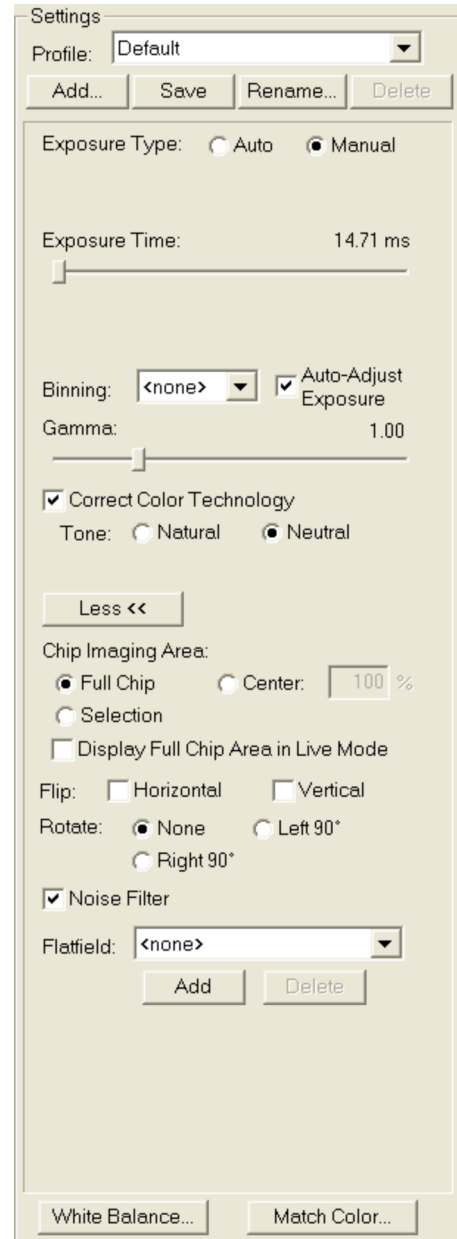 Settings
Profile: Default
Add... Save Rename... Delete
Exposure Type: Auto Manual
Exposure Time: 14.71 ms
Binning: <none> Auto-Adjust Exposure
Gamma: 1.00
Correct Color Technology
Tone: Natural Neutral
Less <<
Chip Imaging Area:
Full Chip Center: 100 %
Selection
Display Full Chip Area in Live Mode
Flip: Horizontal Vertical
Rotate: None Left 90°
Right 90°
Noise Filter
Flatfield: <none>
Add Delete
White Balance... Match Color...